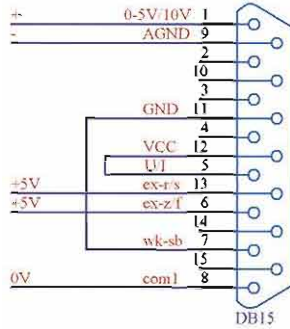 + 0-5V/10V 1
- AGND 9
2
10
3
GND 11
4
VCC 12
U/I 5
+5V ex-r/s 13
+5V ex-z/f 6
14
wk-sb 7
15
0V com1 8
DB15